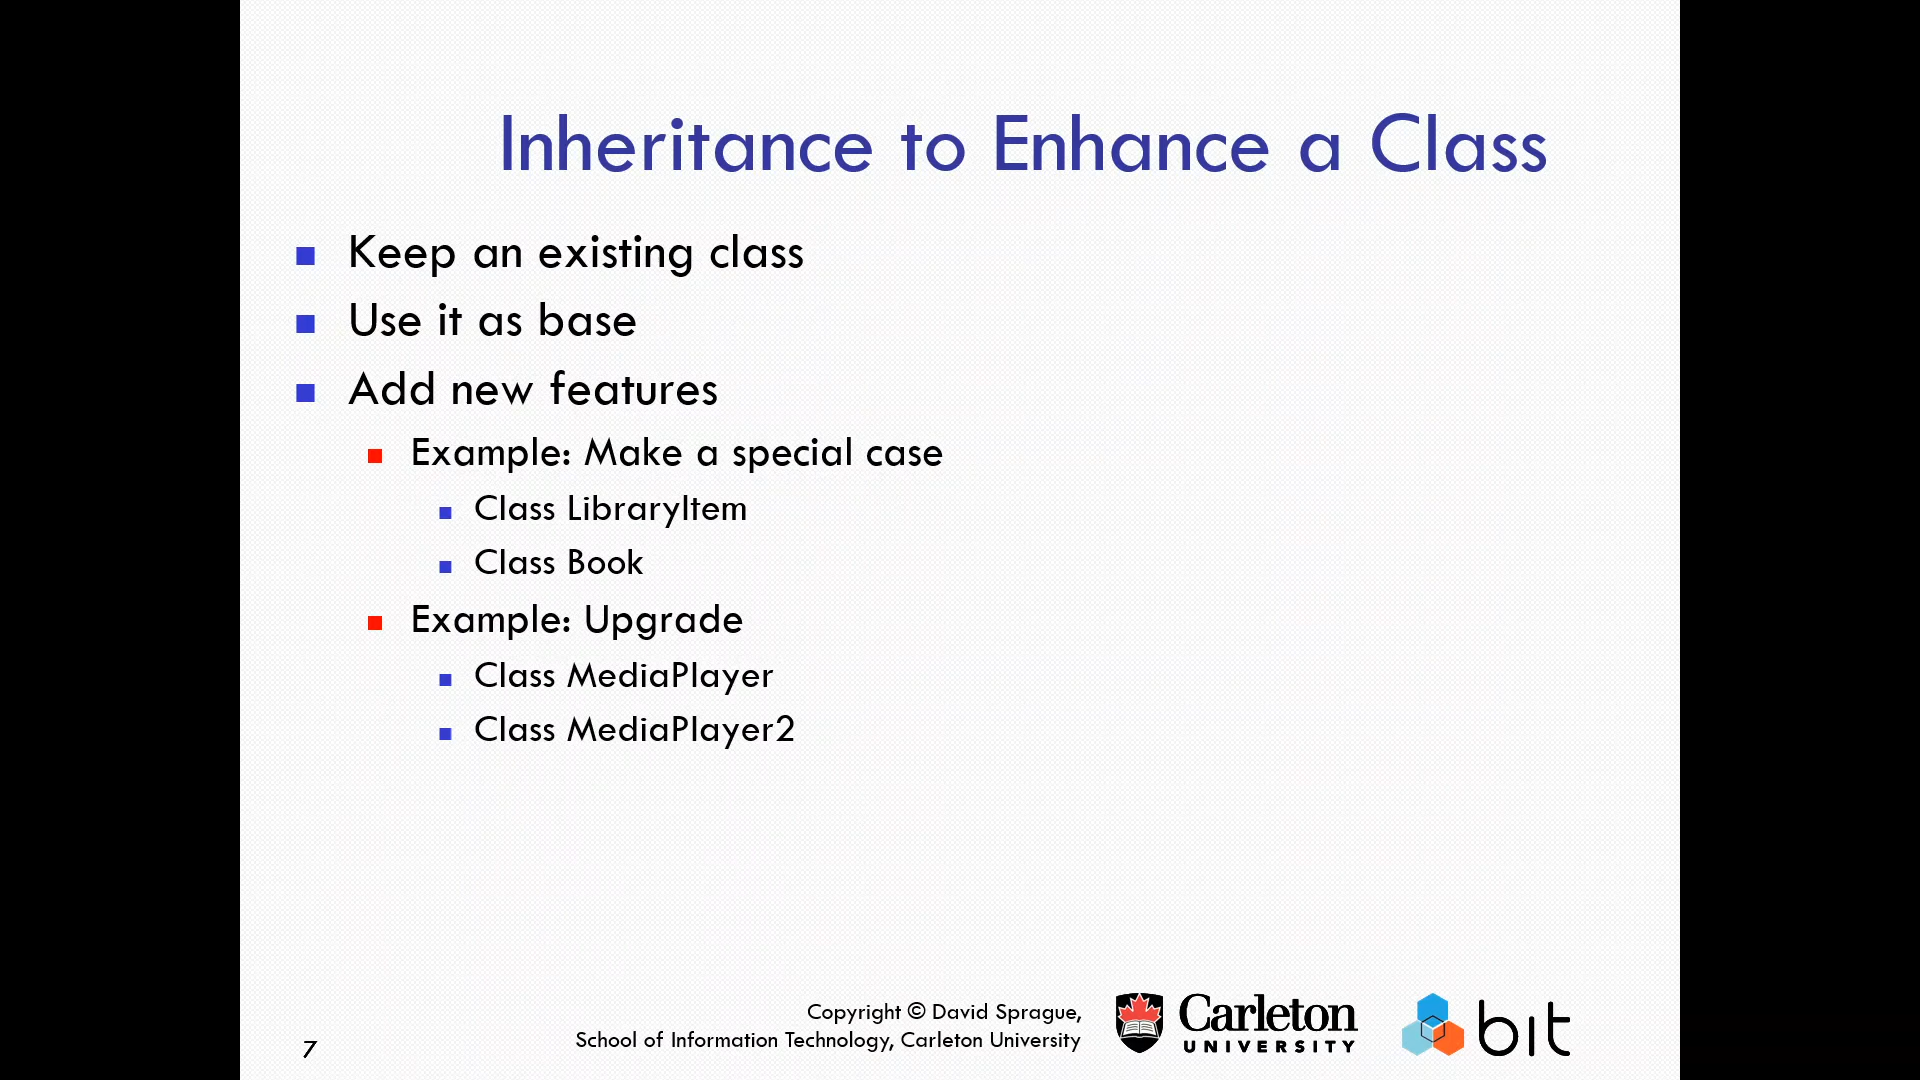 Inheritance to Enhance a Class
Keep an existing class
Use it as base
Add new features
Example: Make a special case
Class LibraryItem
Class Book
Example: Upgrade
Class MediaPlayer
Class MediaPlayer2
Copyright © David Sprague,
School of Information Technology, Carleton University
7
Carleton
UNIVERSITY
bit